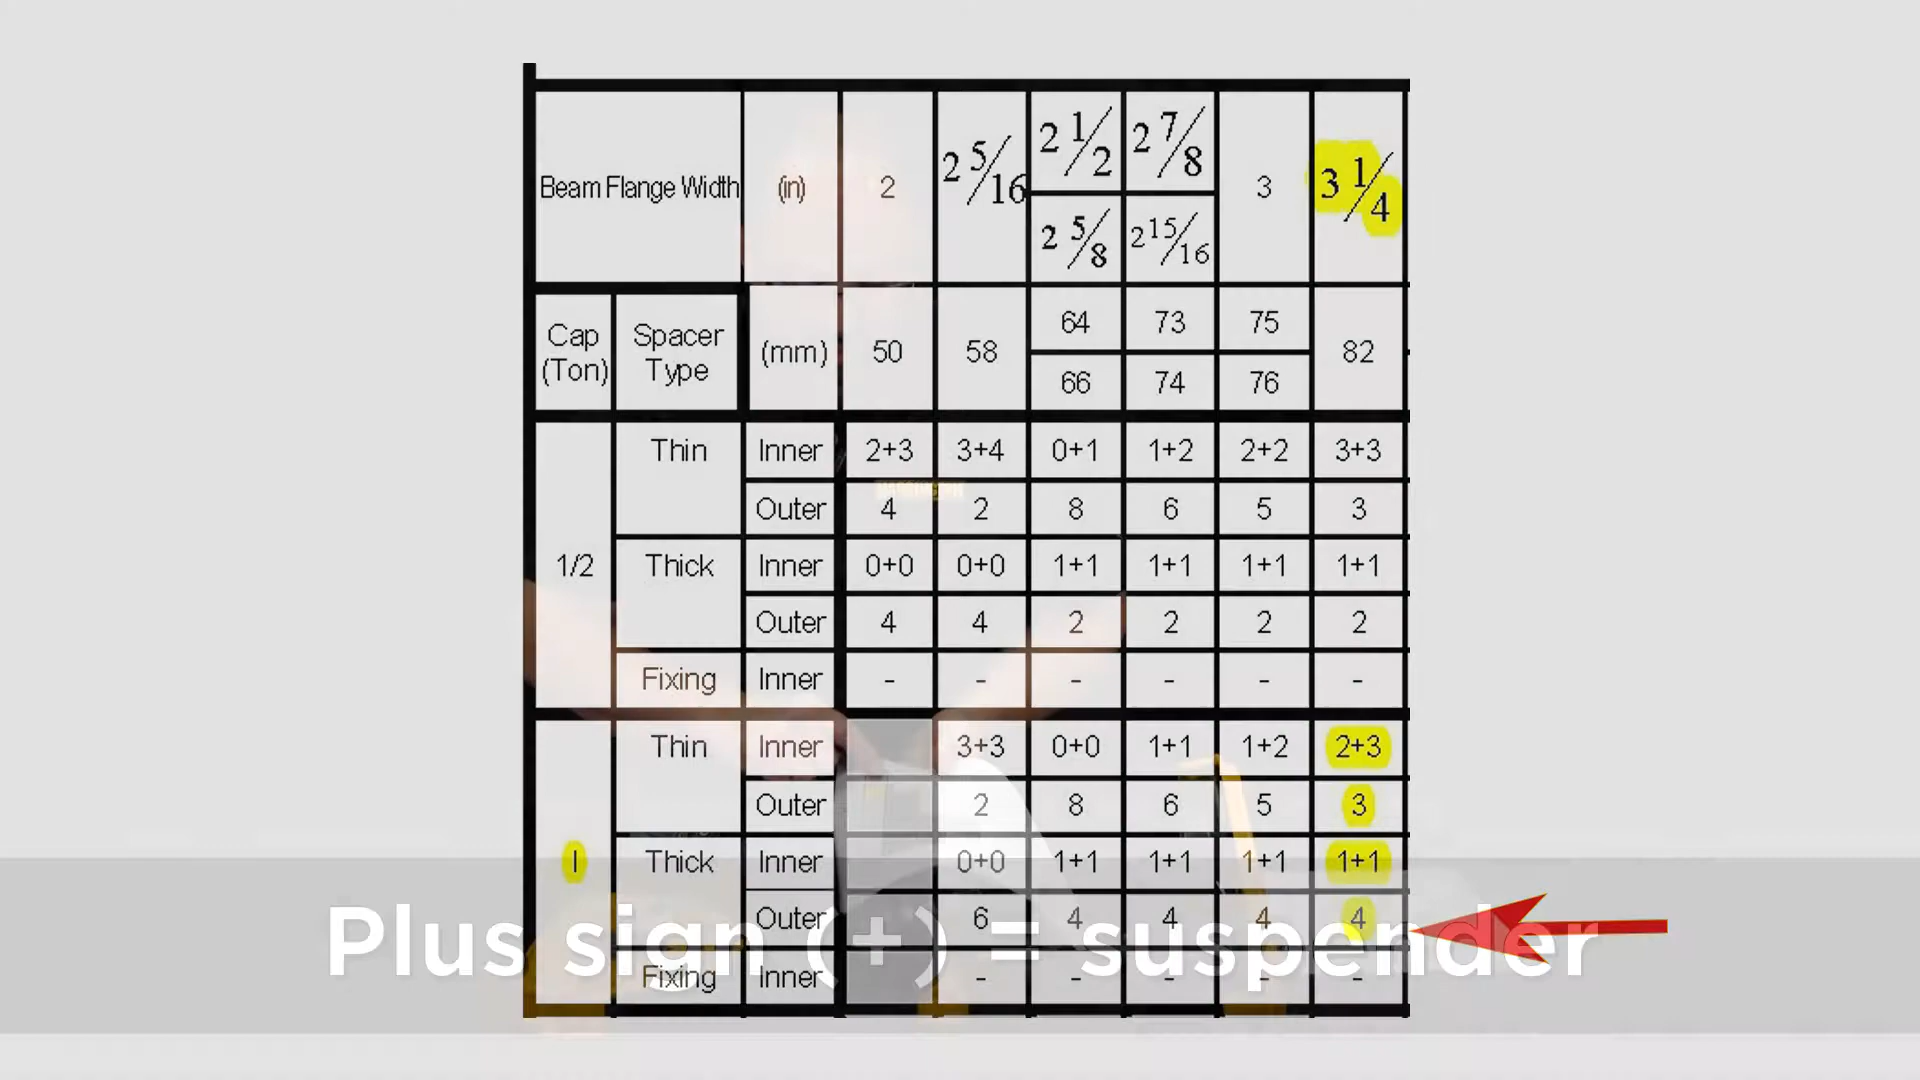 Beam Flange Width (in) 2 2 5/16 2 1/2 2 7/8 3 3 1/4
2 5/8 2 15/16
Cap (Ton) Spacer Type (mm) 50 58 64 73 75 82
66 74 76
1/2 Thin Inner 2+3 3+4 0+1 1+2 2+2 3+3
Outer 4 2 8 6 5 3
Thick Inner 0+0 0+0 1+1 1+1 1+1 1+1
Outer 4 4 2 2 2 2
Fixing Inner - - - - - -
1 Thin Inner 3+3 0+0 1+1 1+2 2+3
Outer 2 8 6 5 3
Thick Inner 0+0 1+1 1+1 1+1 1+1
Outer 6 4 4 4 4
Fixing Inner - - - - -
Plus sign (+) = suspender